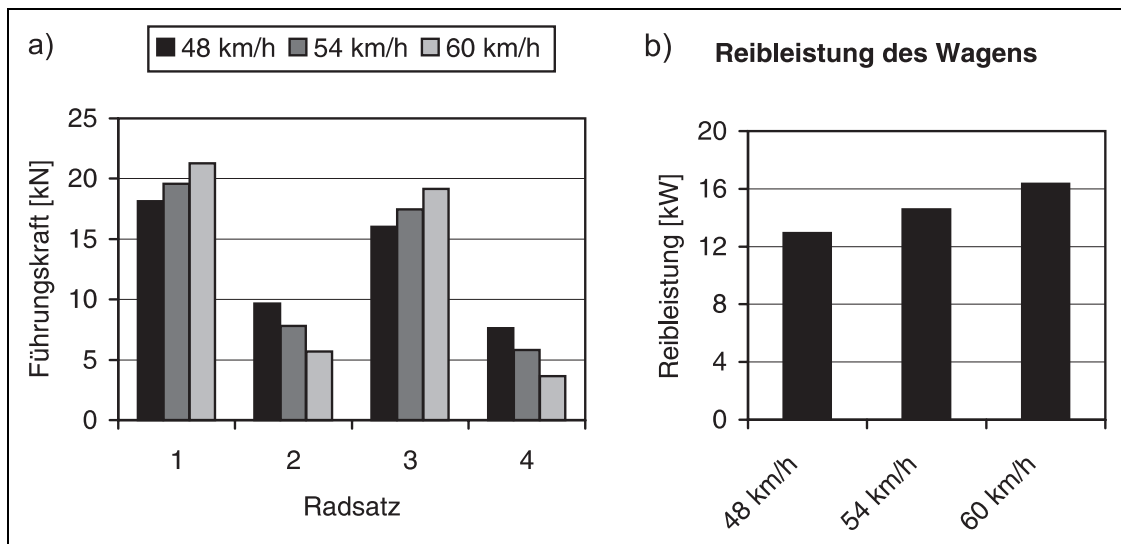 a)
48 km/h 54 km/h 60 km/h
Führungskraft [kN]
25
20
15
10
5
0
1 2 3 4
Radsatz
b)
Reibleistung des Wagens
Reibleistung [kW]
20
16
12
8
4
0
48 km/h
54 km/h
60 km/h